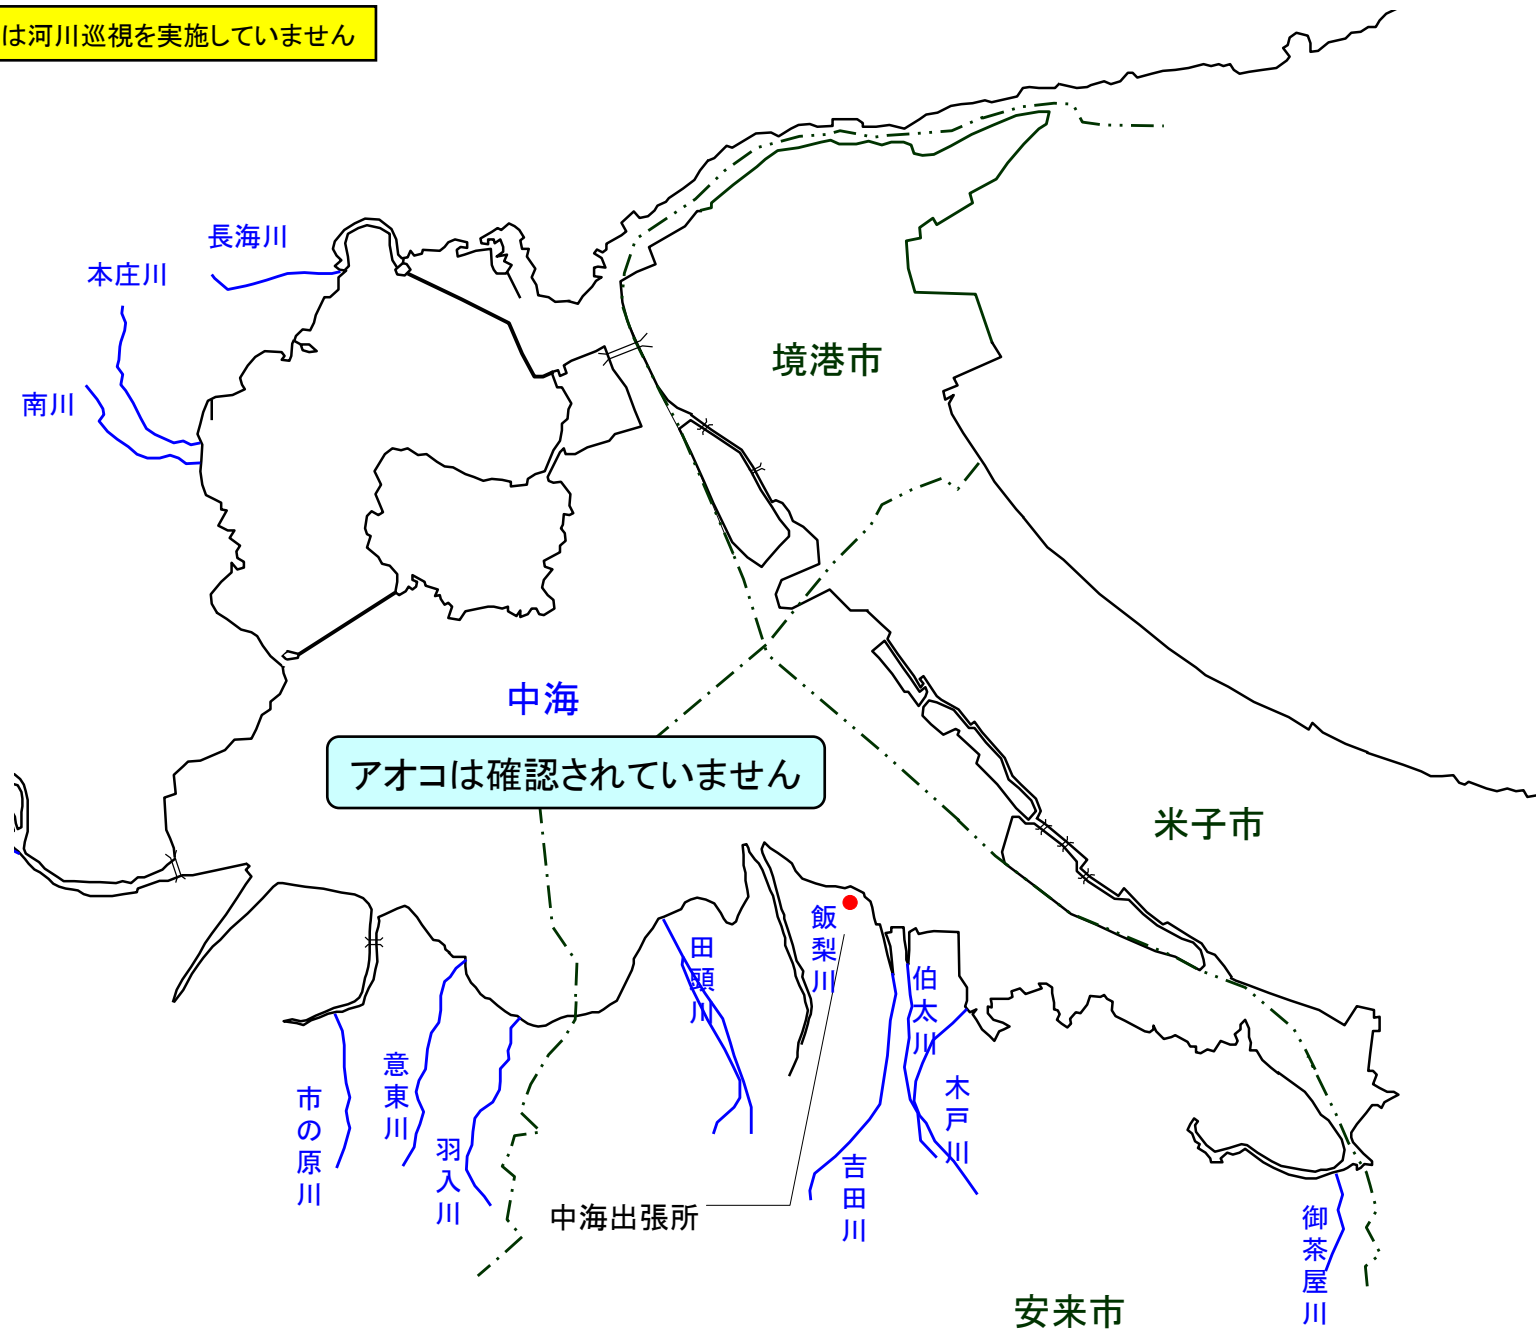 は河川巡視を実施していません
長海川
本庄川
境港市
南川
中海
アオコは確認されていません
米子市
飯梨川
田頭川
伯太川
意東川
木戸川
市の原川
羽入川
吉田川
中海出張所
御茶屋川
安来市